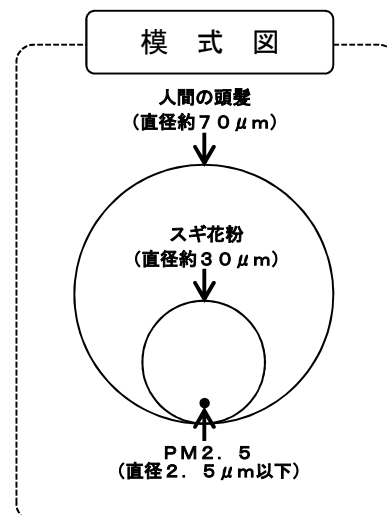 模 式 図
人間の頭髪
（直径約７０μｍ）
スギ花粉
（直径約３０μｍ）
ＰＭ２．５
（直径２．５μｍ以下）